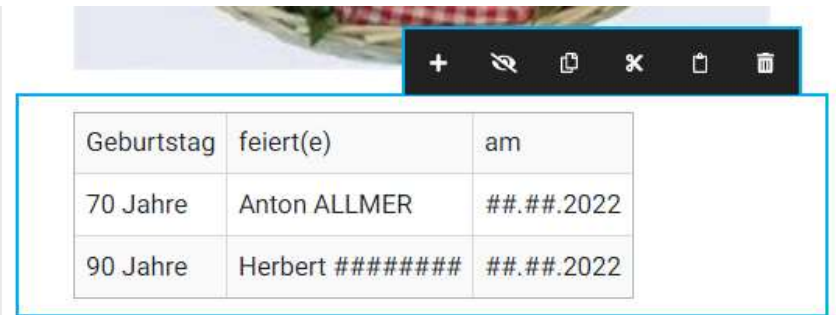 Geburtstag feiert(e) am
70 Jahre Anton ALLMER ##.##.2022
90 Jahre Herbert ######## ##.##.2022